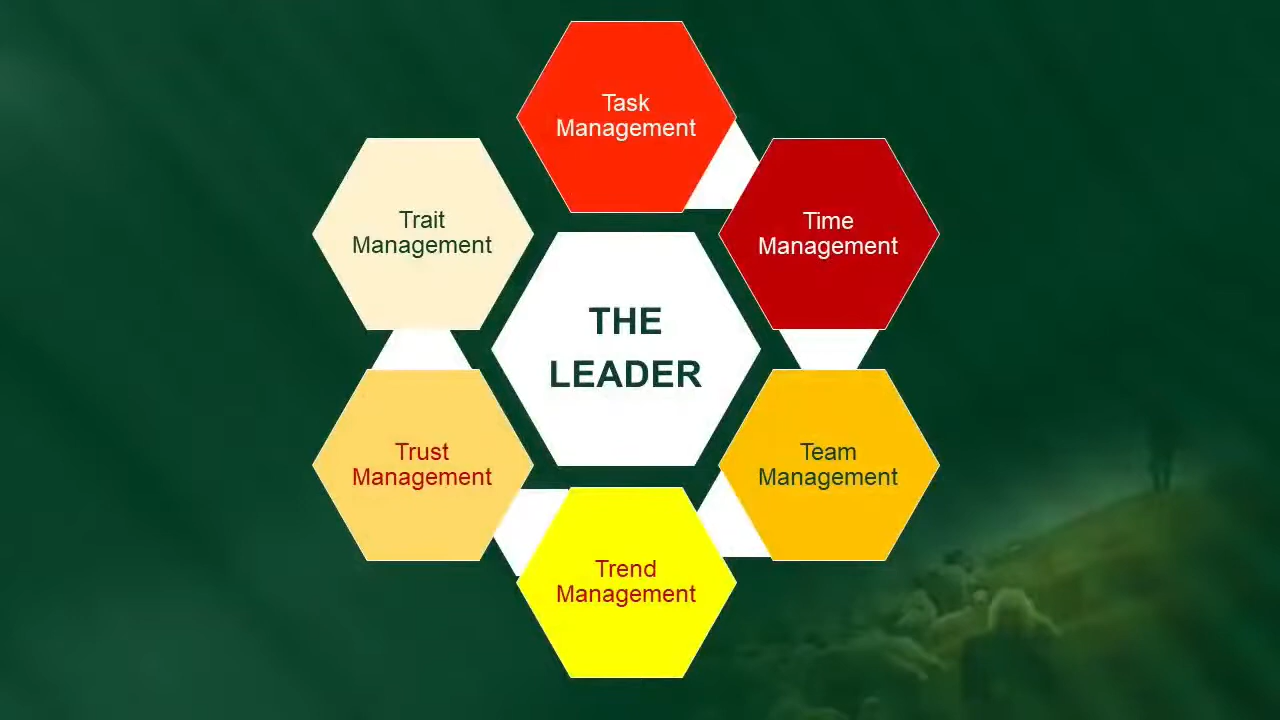 Task
Management
Time
Management
Team
Management
Trend
Management
Trust
Management
Trait
Management
THE
LEADER